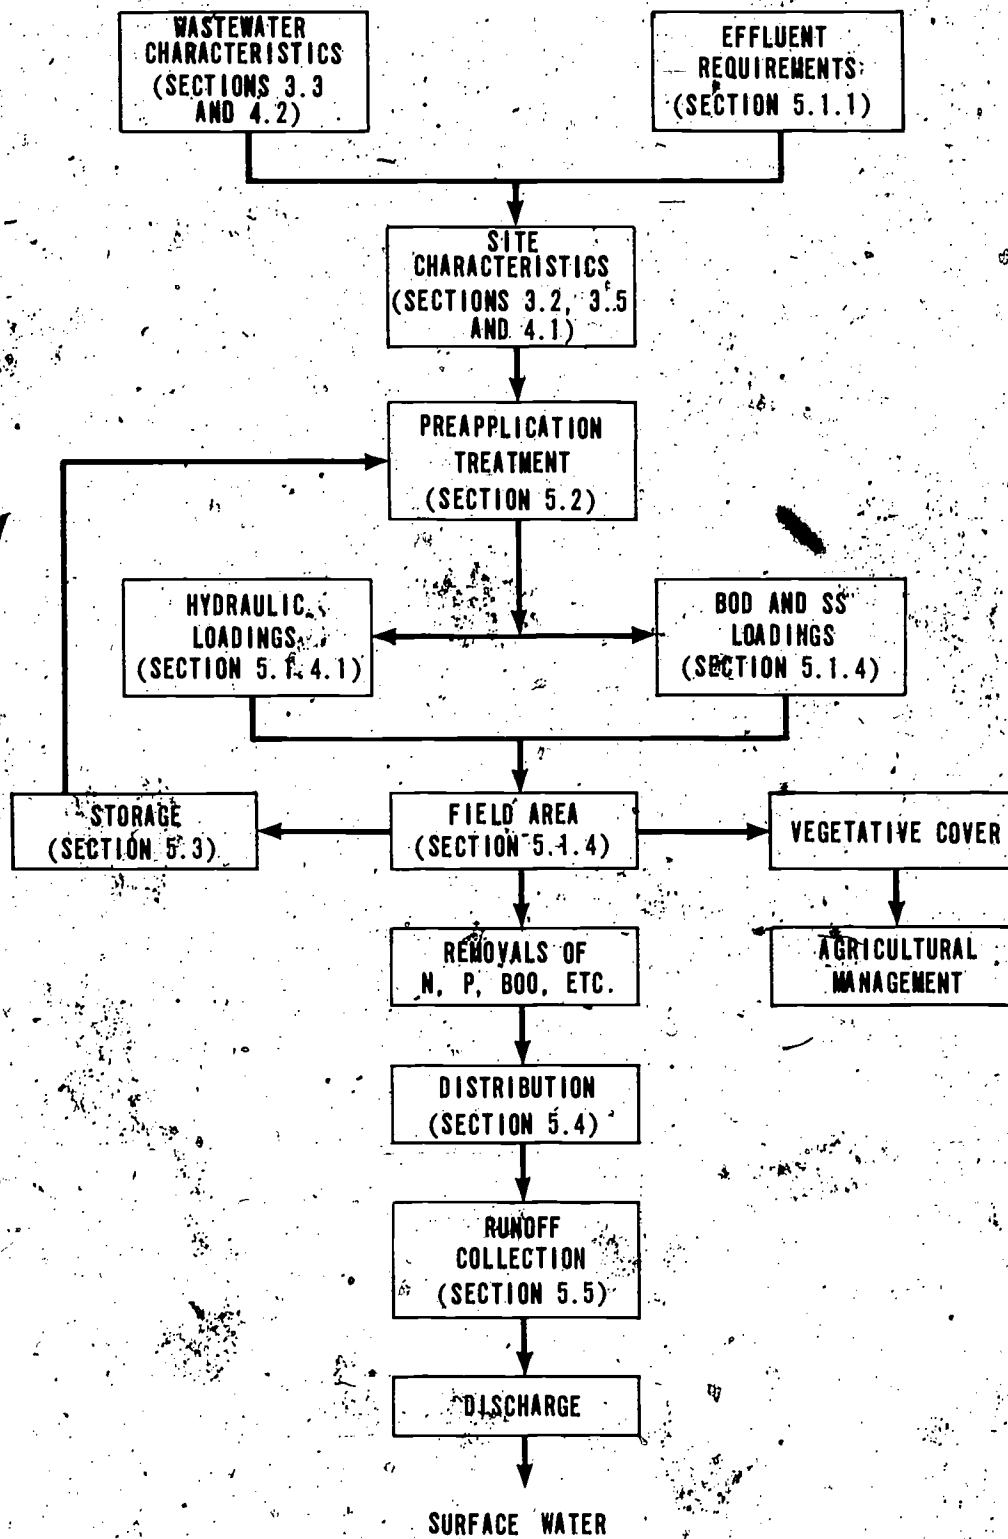 WASTEWATER
CHARACTERISTICS
(SECTIONS 3.3
AND 4.2)
EFFLUENT
REQUIREMENTS
(SECTION 5.1.1)
SITE
CHARACTERISTICS
(SECTIONS 3.2, 3.5
AND 4.1)
PREAPPLICATION
TREATMENT
(SECTION 5.2)
HYDRAULIC
LOADINGS
(SECTION 5.1.4.1)
BOD AND SS
LOADINGS
(SECTION 5.1.4)
STORAGE
(SECTION 5.3)
FIELD AREA
(SECTION 5.1.4)
VEGETATIVE COVER
REMOVALS OF
N, P, BOD, ETC.
AGRICULTURAL
MANAGEMENT
DISTRIBUTION
(SECTION 5.4)
RUNOFF
COLLECTION
(SECTION 5.5)
DISCHARGE
SURFACE WATER